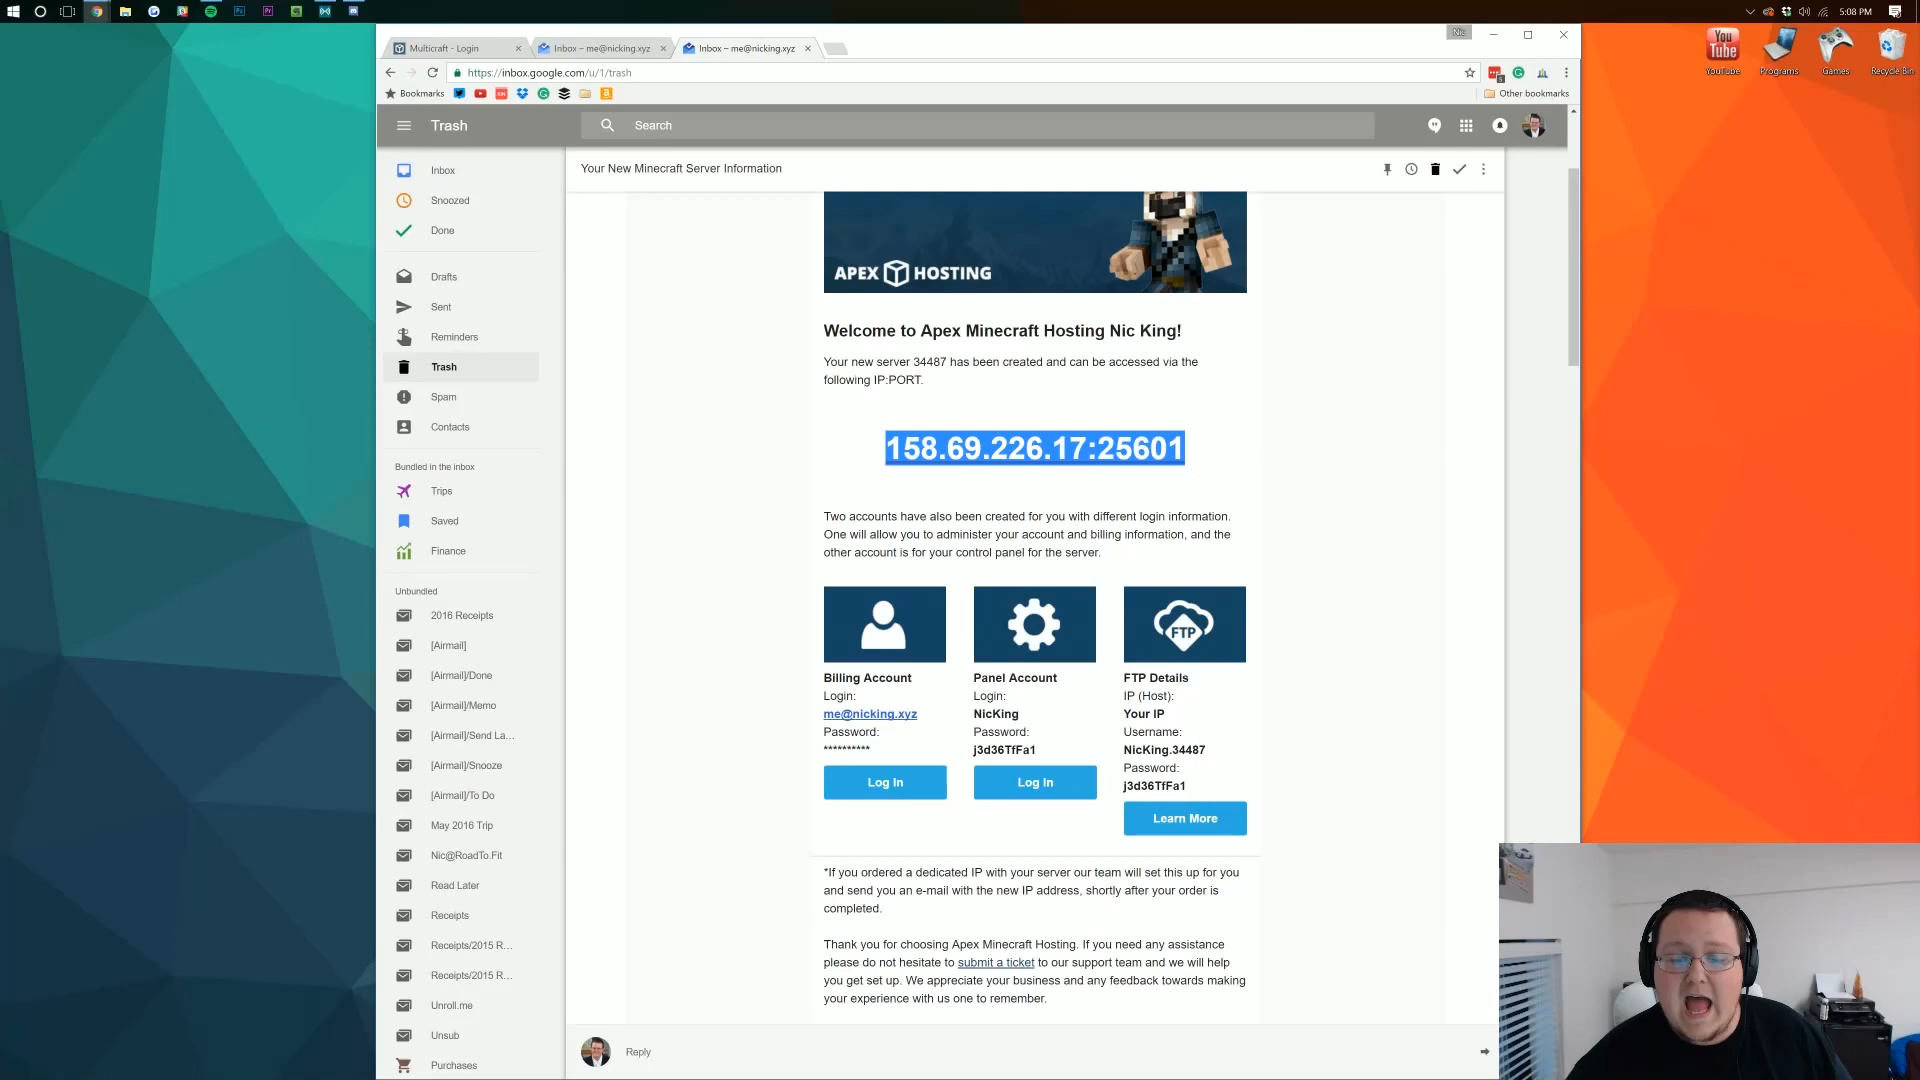 5:08 PM
Multicraft - Login
Inbox – me@nicking.xyz
Inbox – me@nicking.xyz
Nic
https://inbox.google.com/u/1/trash
Bookmarks
Other bookmarks
YouTube
Programs
Games
Recycle Bin
Trash
Search
Your New Minecraft Server Information
Inbox
Snoozed
Done
Drafts
Sent
Reminders
Trash
Spam
Contacts
Bundled in the inbox
Trips
Saved
Finance
Unbundled
2016 Receipts
[Airmail]
[Airmail]/Done
[Airmail]/Memo
[Airmail]/Send La...
[Airmail]/Snooze
[Airmail]/To Do
May 2016 Trip
Nic@RoadTo.Fit
Read Later
Receipts
Receipts/2015 R...
Receipts/2015 R...
Unroll.me
Unsub
Purchases
APEX HOSTING
Welcome to Apex Minecraft Hosting Nic King!
Your new server 34487 has been created and can be accessed via the
following IP:PORT.
158.69.226.17:25601
Two accounts have also been created for you with different login information.
One will allow you to administer your account and billing information, and the
other account is for your control panel for the server.
Billing Account
Login:
me@nicking.xyz
Password:
**********
Log In
Panel Account
Login:
NicKing
Password:
j3d36TfFa1
Log In
FTP
FTP Details
IP (Host):
Your IP
Username:
NicKing.34487
Password:
j3d36TfFa1
Learn More
*If you ordered a dedicated IP with your server our team will set this up for you
and send you an e-mail with the new IP address, shortly after your order is
completed.
Thank you for choosing Apex Minecraft Hosting. If you need any assistance
please do not hesitate to submit a ticket to our support team and we will help
you get set up. We appreciate your business and any feedback towards making
your experience with us one to remember.
Reply